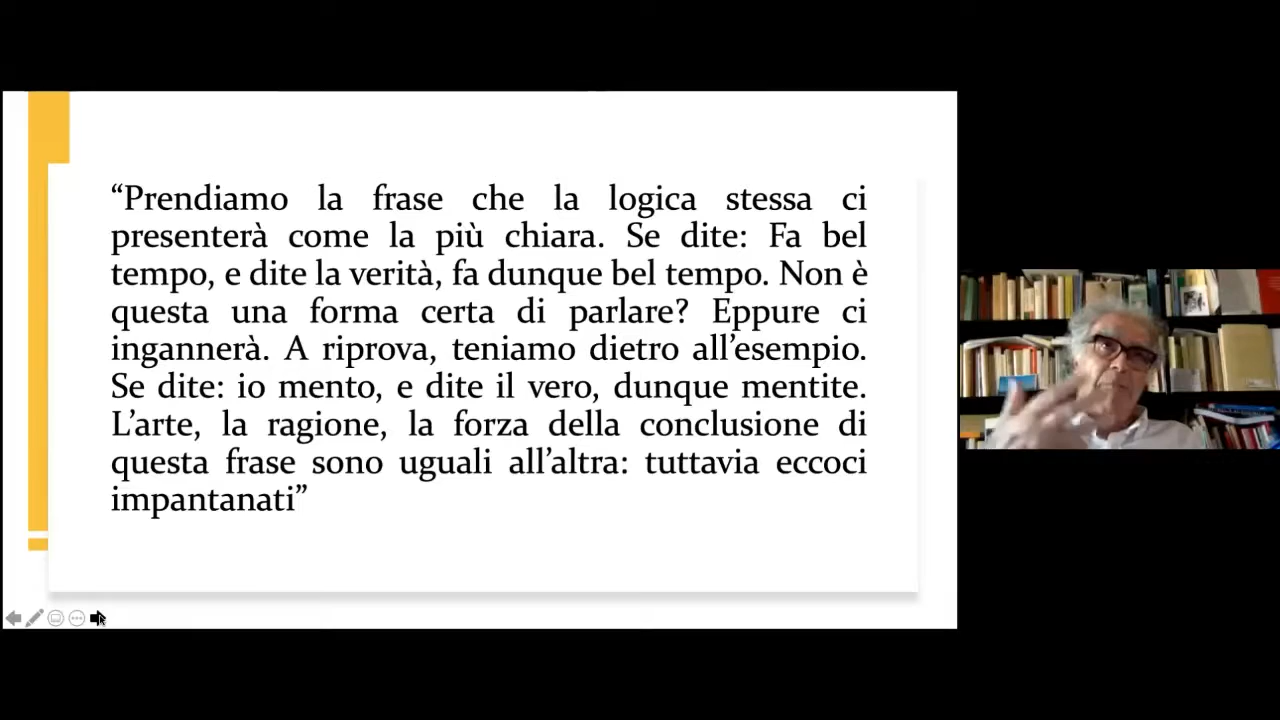 “Prendiamo la frase che la logica stessa ci
presenterà come la più chiara. Se dite: Fa bel
tempo, e dite la verità, fa dunque bel tempo. Non è
questa una forma certa di parlare? Eppure ci
ingannerà. A riprova, teniamo dietro all’esempio.
Se dite: io mento, e dite il vero, dunque mentite.
L’arte, la ragione, la forza della conclusione di
questa frase sono uguali all’altra: tuttavia eccoci
impantanati”